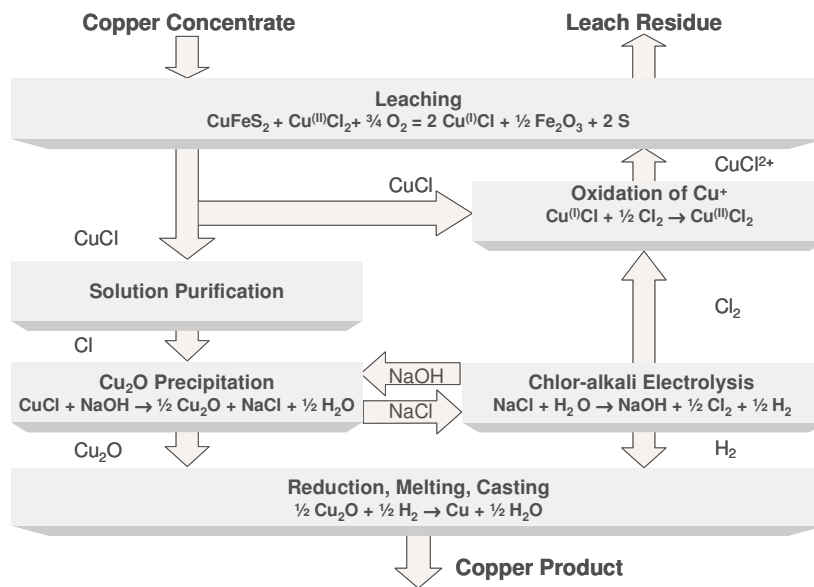 Copper Concentrate
Leach Residue
Leaching
CuFeS₂ + Cu⁽ᴵᴵ⁾Cl₂+ ¾ O₂ = 2 Cu⁽ᴵ⁾Cl + ½ Fe₂O₃ + 2 S
CuCl
CuCl²⁺
Oxidation of Cu⁺
Cu⁽ᴵ⁾Cl + ½ Cl₂ → Cu⁽ᴵᴵ⁾Cl₂
CuCl
Solution Purification
Cl₂
Cl
Cu₂O Precipitation
CuCl + NaOH → ½ Cu₂O + NaCl + ½ H₂O
NaOH
NaCl
Chlor-alkali Electrolysis
NaCl + H₂O → NaOH + ½ Cl₂ + ½ H₂
Cu₂O
H₂
Reduction, Melting, Casting
½ Cu₂O + ½ H₂ → Cu + ½ H₂O
Copper Product